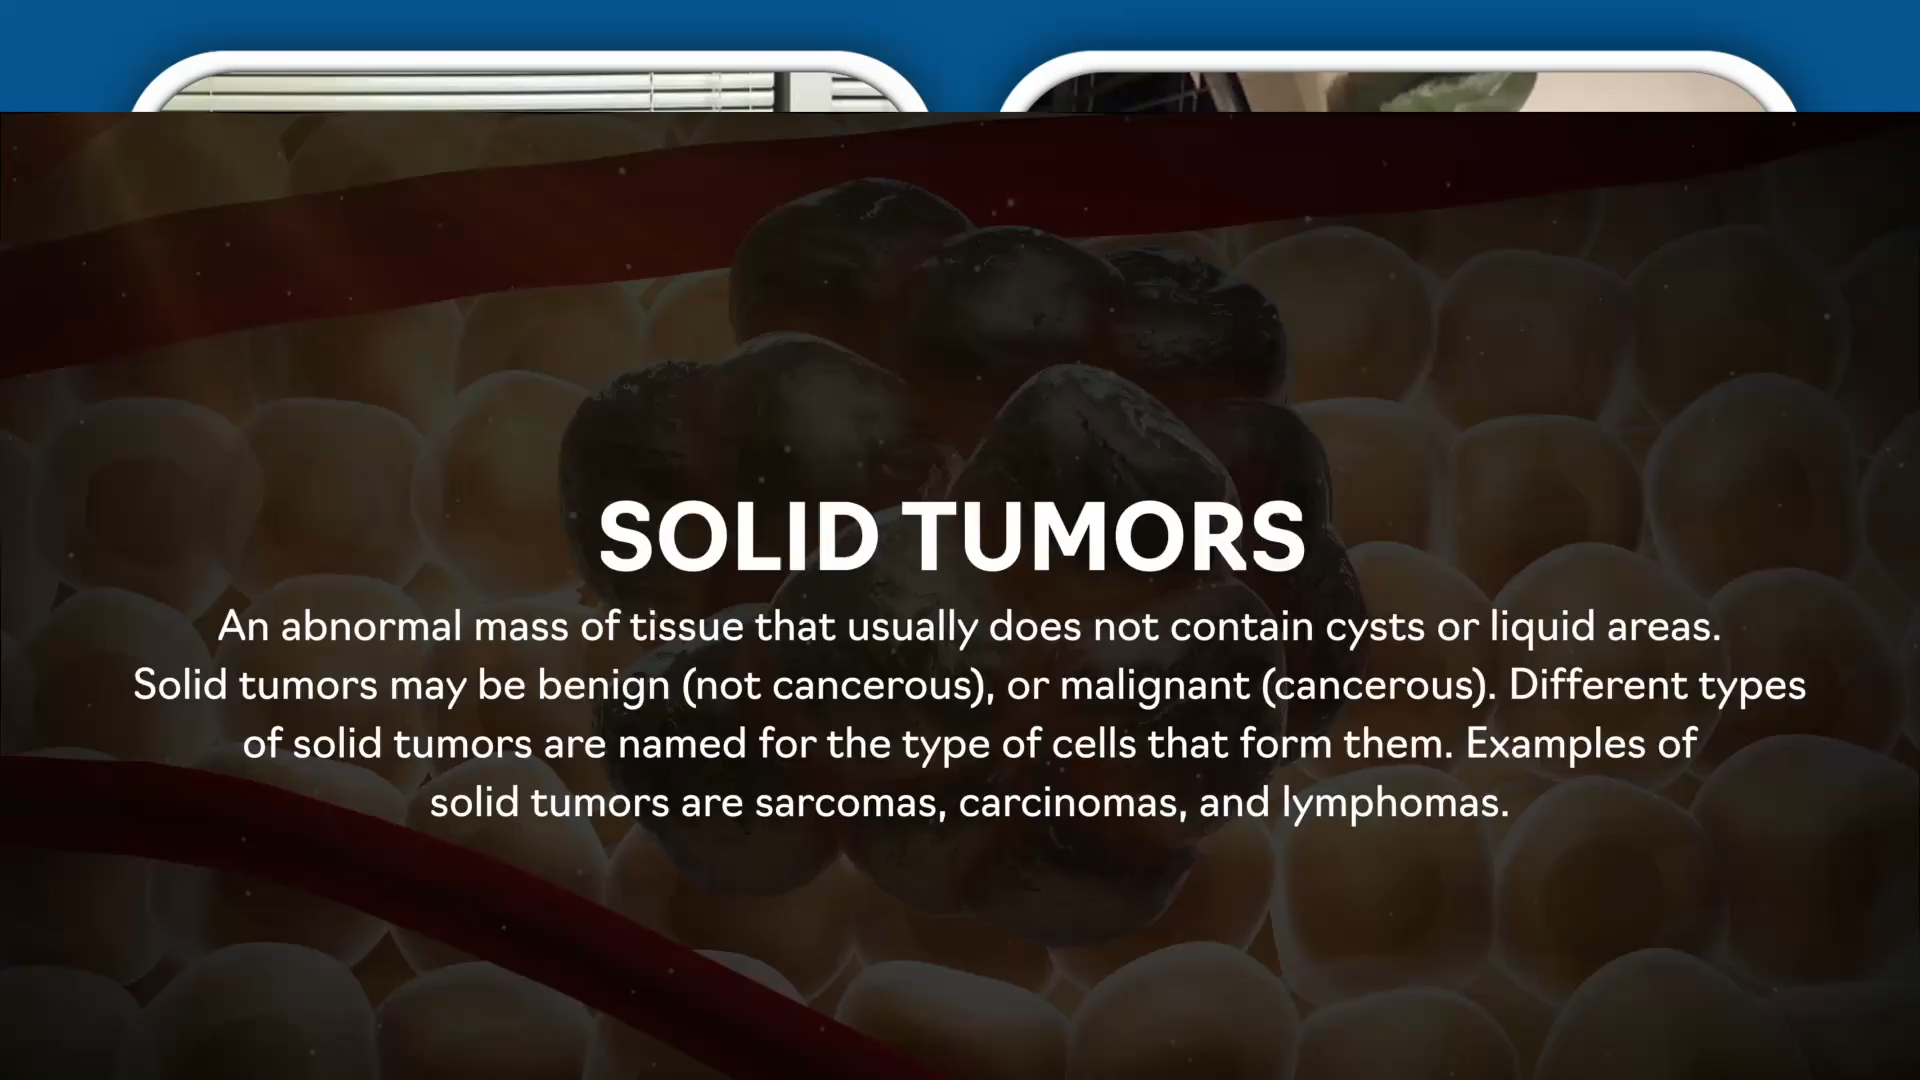 SOLID TUMORS
An abnormal mass of tissue that usually does not contain cysts or liquid areas.
Solid tumors may be benign (not cancerous), or malignant (cancerous). Different types
of solid tumors are named for the type of cells that form them. Examples of
solid tumors are sarcomas, carcinomas, and lymphomas.